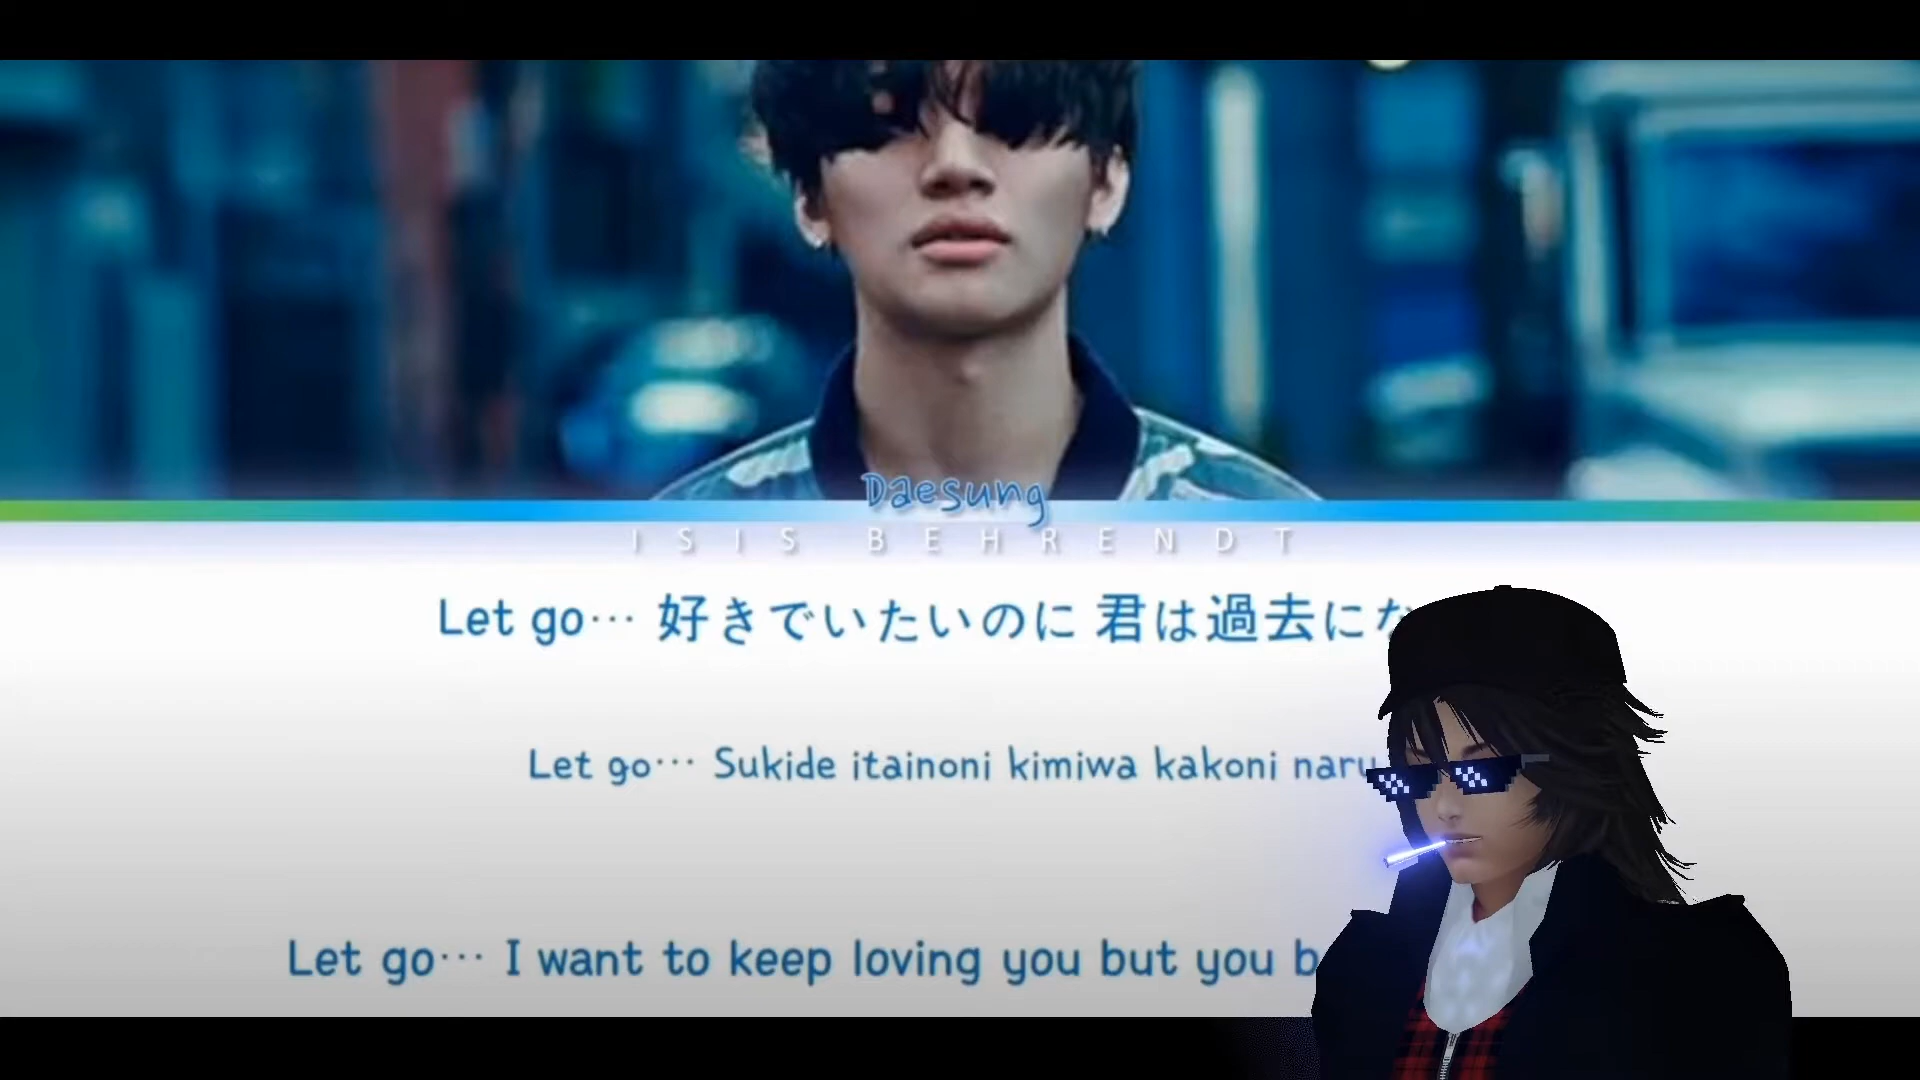 Daesung
ISIS BEHRENDT
Let go… 好きでいたいのに 君は過去に
Let go… Sukide itainoni kimiwa kakoni naru
Let go… I want to keep loving you but you